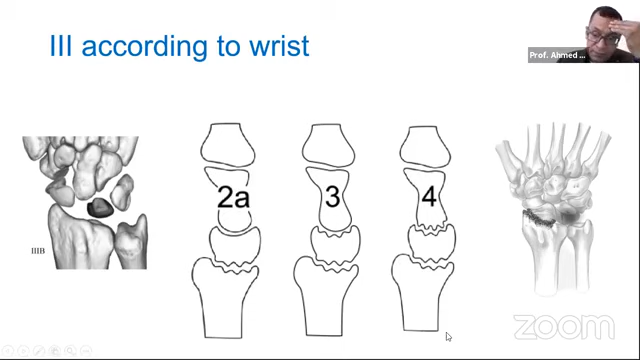 III according to wrist
Prof. Ahmed ...
2a
3
4
IIIB
zoom